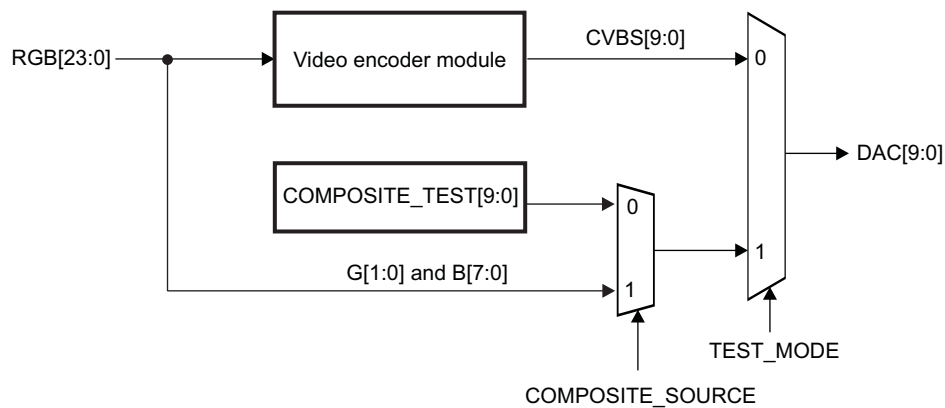 CVBS[9:0]
RGB[23:0]
Video encoder module
0
DAC[9:0]
COMPOSITE_TEST[9:0]
0
1
G[1:0] and B[7:0]
1
TEST_MODE
COMPOSITE_SOURCE